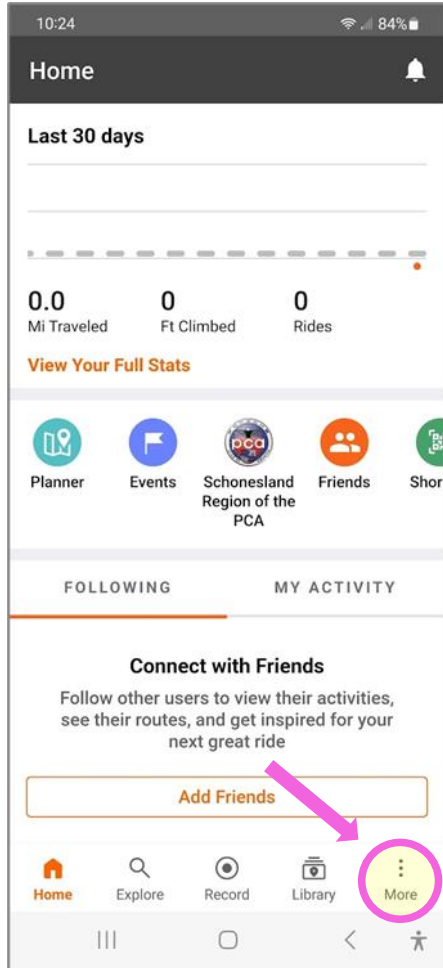 10:24 84%
Home
Last 30 days
0.0 0 0
Mi Traveled Ft Climbed Rides
View Your Full Stats
pca
Planner Events Schonesland Friends Shor
Region of the
PCA
FOLLOWING MY ACTIVITY
Connect with Friends
Follow other users to view their activities,
see their routes, and get inspired for your
next great ride
Add Friends
Home Explore Record Library More